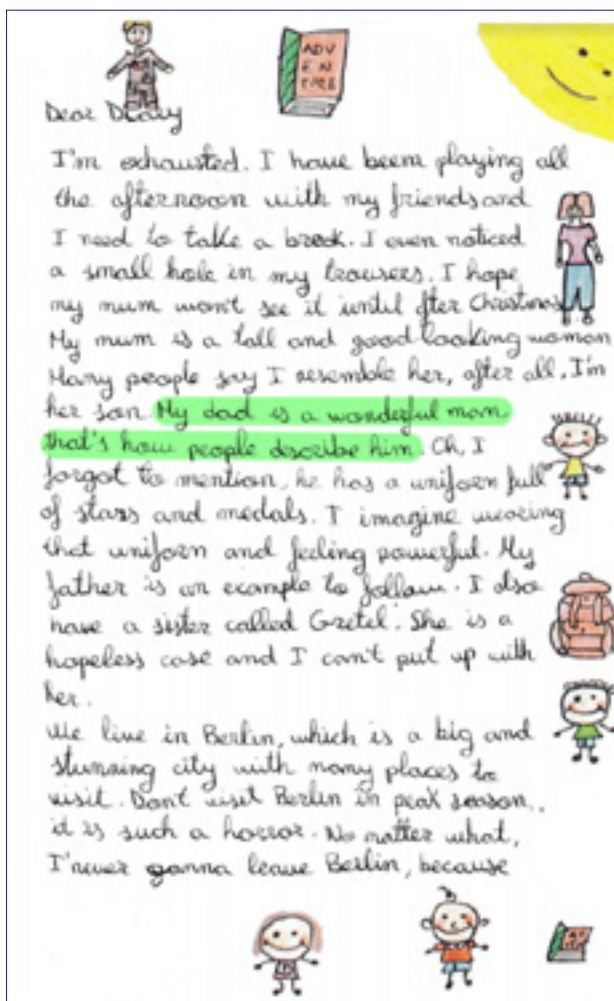 ADV
EN
TURE
Dear Diary
I'm exhausted. I have been playing all
the afternoon with my friends and
I need to take a break. I even noticed
a small hole in my trousers. I hope
my mum won't see it until fter Christmas
My mum is a tall and good looking woman
Many people say I resemble her, after all, I'm
her son. My dad is a wonderful man,
that's how people describe him. Oh, I
forgot to mention, he has a uniform full
of stars and medals. I imagine wearing
that uniform and feeling powerful. My
father is an example to follow. I also
have a sister called Gretel. She is a
hopeless case and I can't put up with
her.
We live in Berlin, which is a big and
stunning city with many places to
visit. Don't visit Berlin in peak season,
it is such a horror. No matter what,
I'never gonna leave Berlin, because